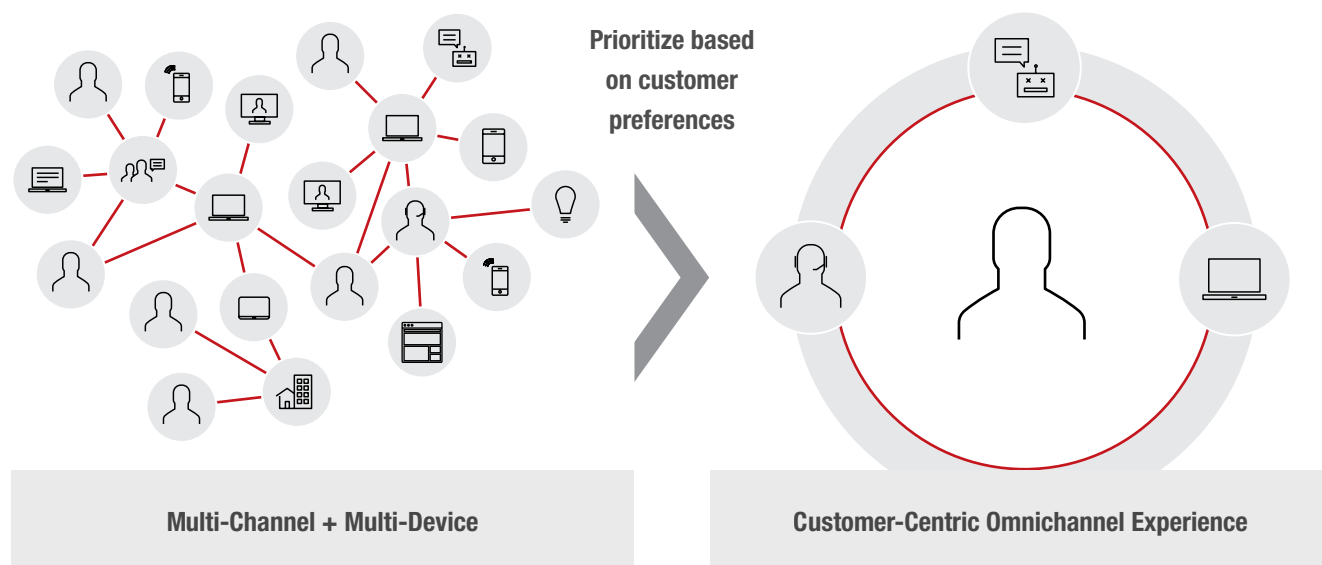 Prioritize based
on customer
preferences
Multi-Channel + Multi-Device
Customer-Centric Omnichannel Experience